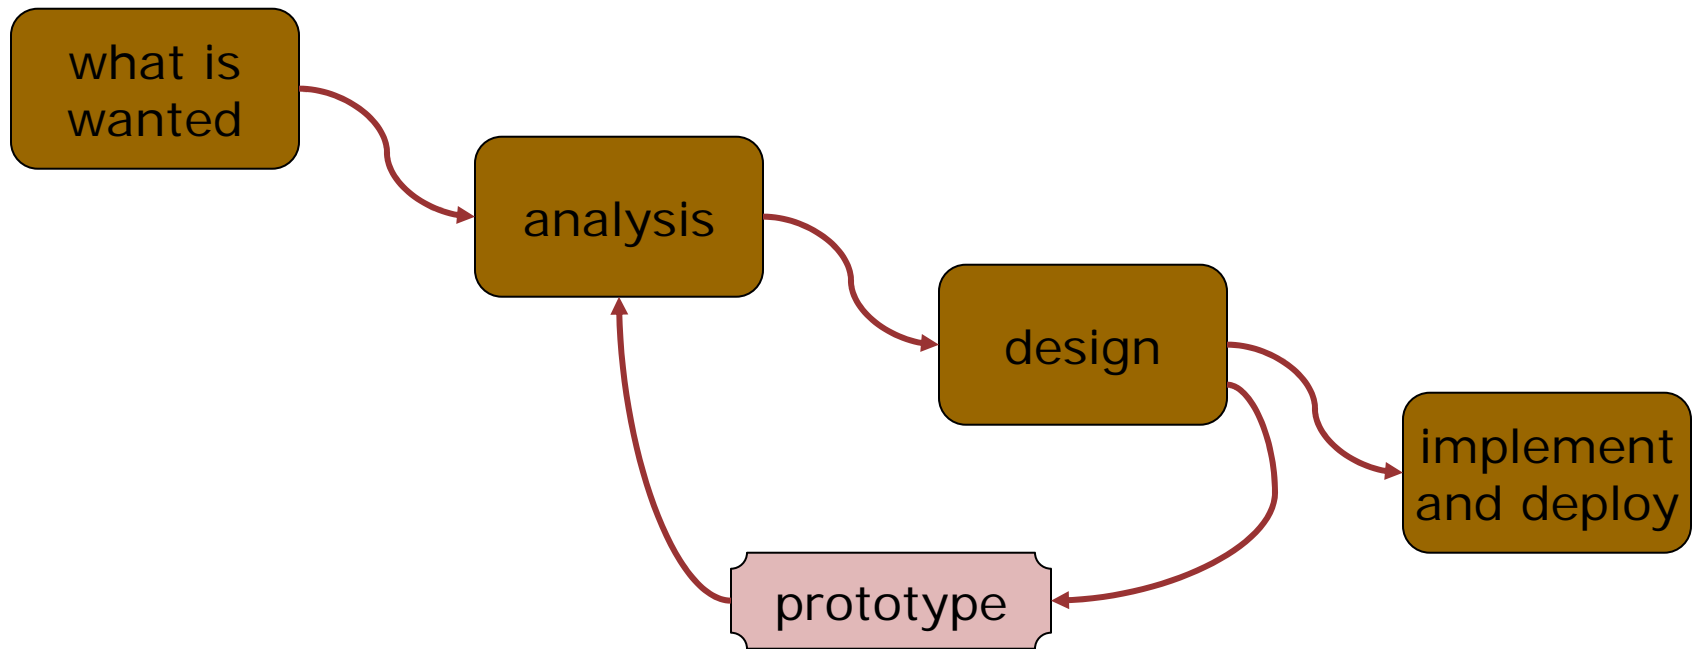 what is
wanted
analysis
design
implement
and deploy
prototype